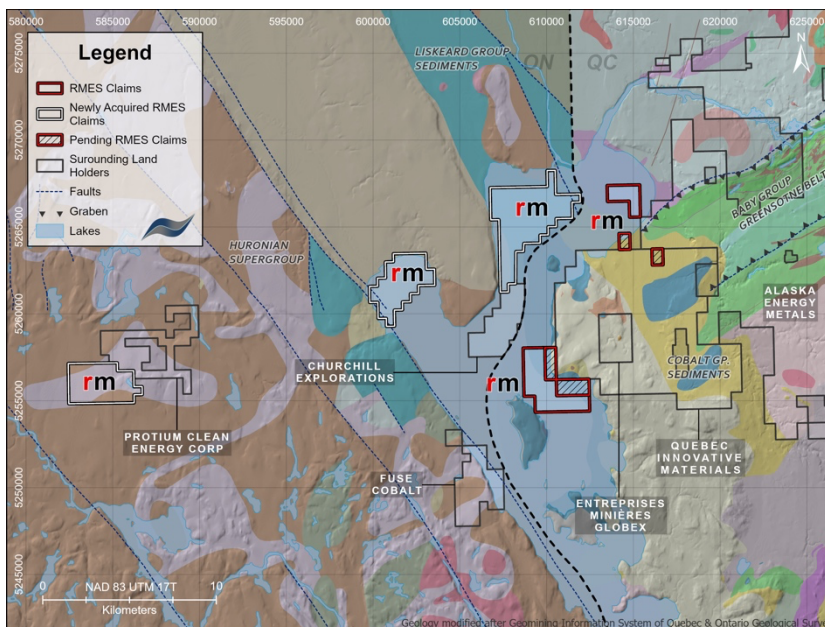 580000
585000
600000
605000
610000
615000
620000
625000
Legend
RMES Claims
Newly Acquired RMES
Claims
Pending RMES Claims
Surounding Land
Holders
Faults
Graben
Lakes
5275000
5270000
5265000
5260000
5255000
5250000
5245000
LISKEARD GROUP
SEDIMENTS
ON
QC
N
BABY GROUP
GREENSOTNE BELT
HURONIAN
SUPERGROUP
rm
rm
rm
rm
rm
ALASKA
ENERGY
METALS
CHURCHILL
EXPLORATIONS
COBALT GP.
SEDIMENTS
PROTIUM CLEAN
ENERGY CORP
FUSE
COBALT
QUEBEC
INNOVATIVE
MATERIALS
ENTREPRISES
MINIÈRES
GLOBEX
NAD 83 UTM 17T
0
10
Kilometers
Geology modified after Geomining Information System of Quebec & Ontario Geological Surve